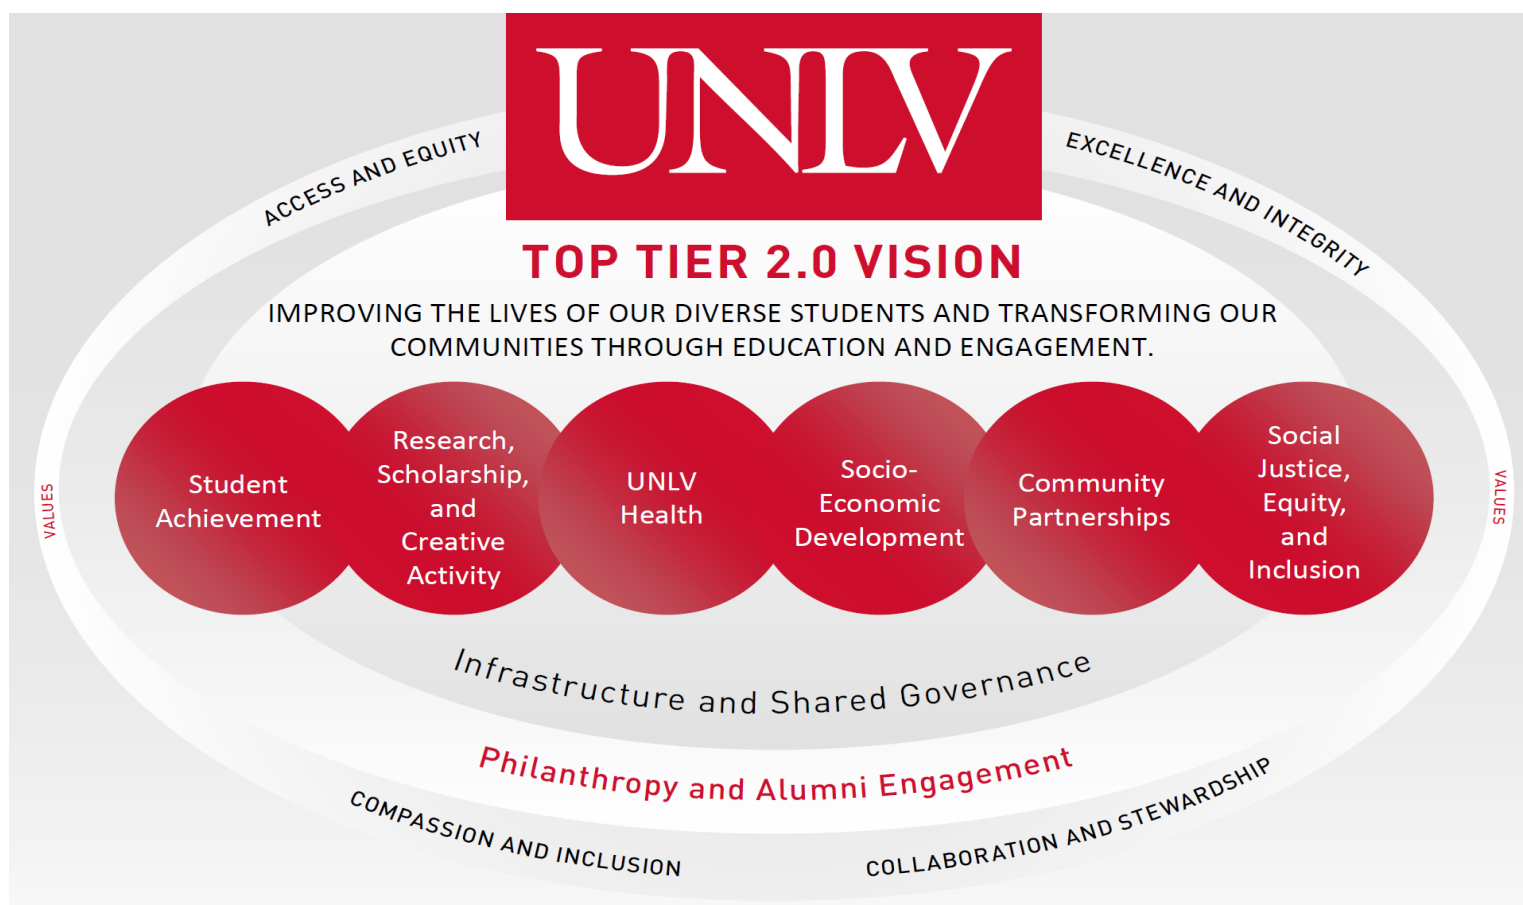 UNLV
ACCESS AND EQUITY
EXCELLENCE AND INTEGRITY
TOP TIER 2.0 VISION
IMPROVING THE LIVES OF OUR DIVERSE STUDENTS AND TRANSFORMING OUR
COMMUNITIES THROUGH EDUCATION AND ENGAGEMENT.
VALUES
Student
Achievement
Research,
Scholarship,
and
Creative
Activity
UNLV
Health
Socio-
Economic
Development
Community
Partnerships
Social
Justice,
Equity,
and
Inclusion
VALUES
Infrastructure and Shared Governance
Philanthropy and Alumni Engagement
COMPASSION AND INCLUSION
COLLABORATION AND STEWARDSHIP